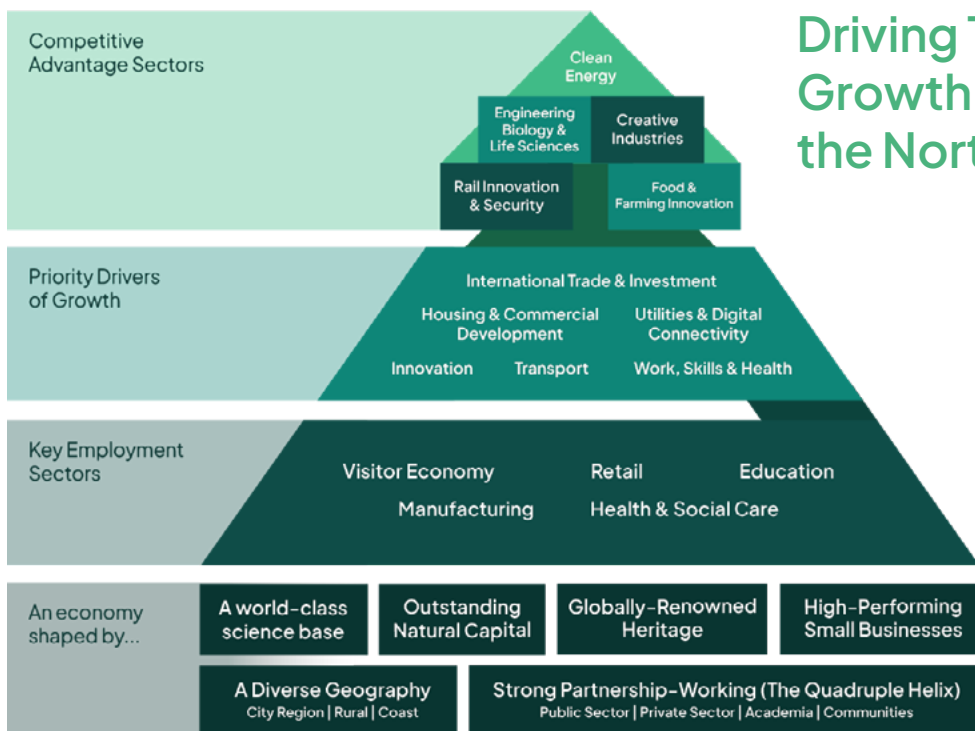 Competitive
Advantage Sectors
Clean
Energy
Engineering
Biology &
Life Sciences
Creative
Industries
Rail Innovation
& Security
Food &
Farming Innovation
Driving
Growth
the
Priority Drivers
of Growth
International Trade & Investment
Housing & Commercial
Development
Utilities & Digital
Connectivity
Innovation
Transport
Work, Skills & Health
Key Employment
Sectors
Visitor Economy
Retail
Education
Manufacturing
Health & Social Care
An economy
shaped by...
A world-class
science base
Outstanding
Natural Capital
Globally-Renowned
Heritage
High-Performing
Small Businesses
A Diverse Geography
City Region | Rural | Coast
Strong Partnership-Working (The Quadruple Helix)
Public Sector | Private Sector | Academia | Communities